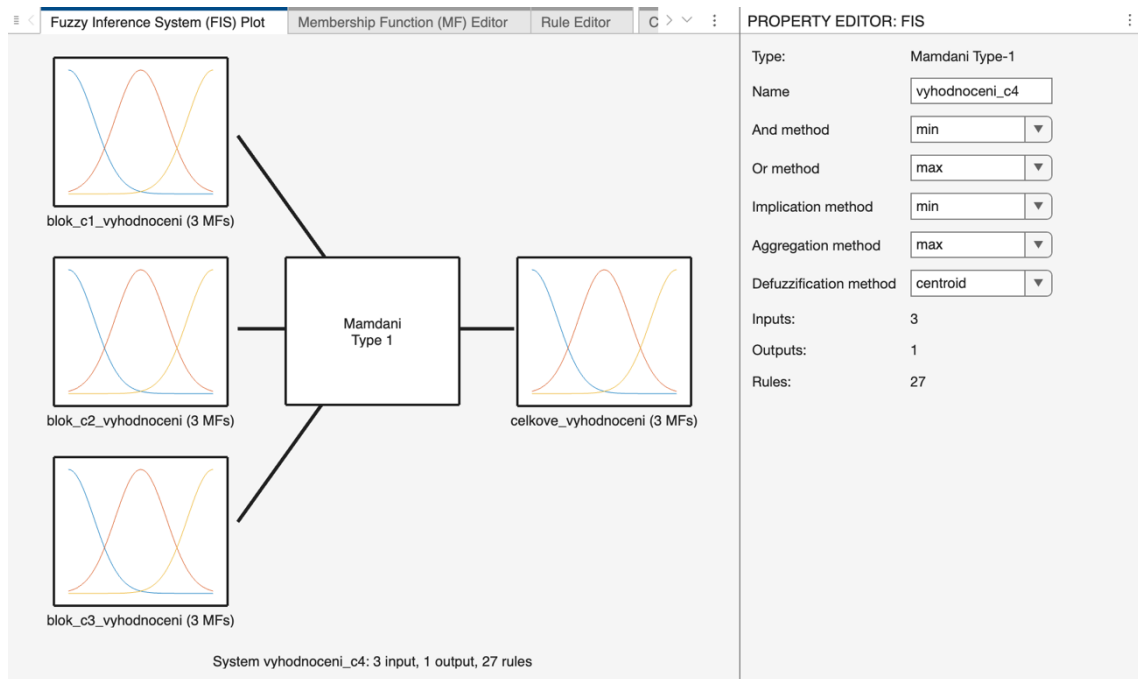 Fuzzy Inference System (FIS) Plot
Membership Function (MF) Editor
Rule Editor
C
PROPERTY EDITOR: FIS
blok_c1_vyhodnoceni (3 MFs)
blok_c2_vyhodnoceni (3 MFs)
blok_c3_vyhodnoceni (3 MFs)
Mamdani
Type 1
celkove_vyhodnoceni (3 MFs)
System vyhodnoceni_c4: 3 input, 1 output, 27 rules
Type: Mamdani Type-1
Name vyhodnoceni_c4
And method min
Or method max
Implication method min
Aggregation method max
Defuzzification method centroid
Inputs: 3
Outputs: 1
Rules: 27